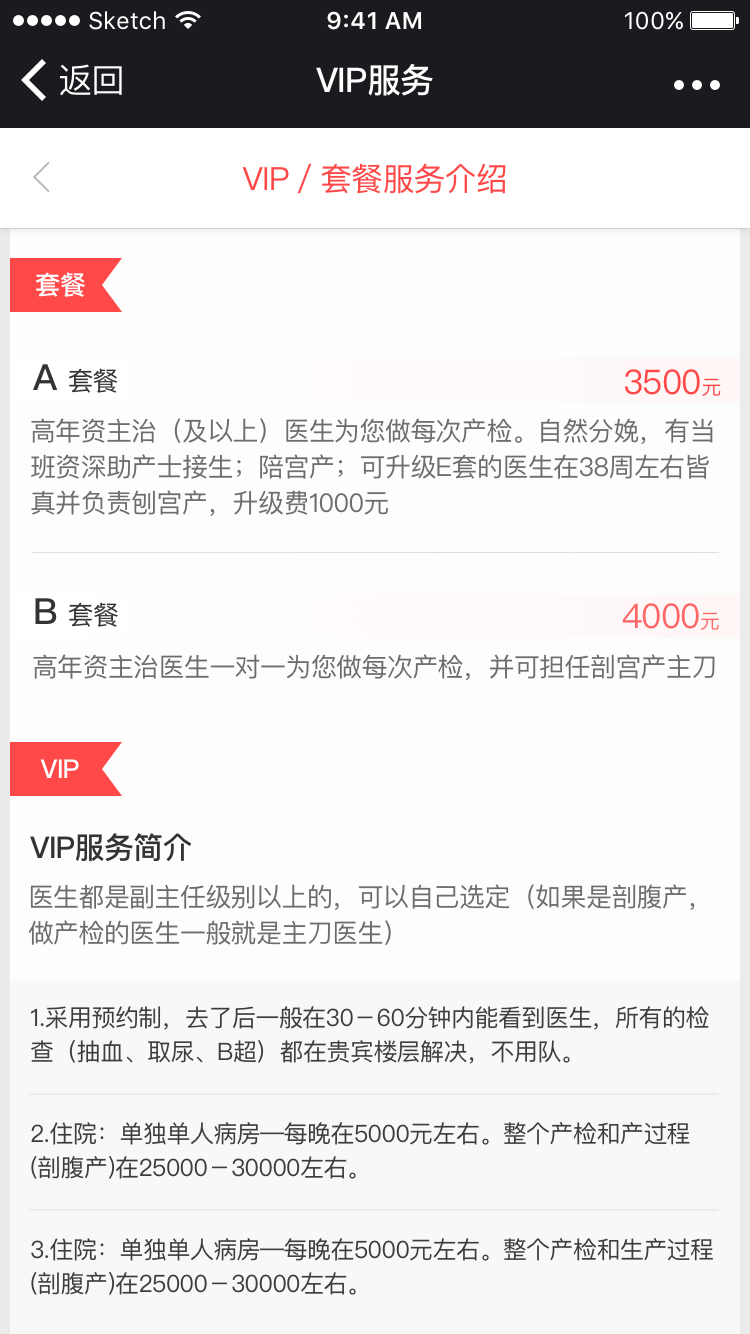 Sketch 9:41 AM 100%
返回 VIP服务
VIP / 套餐服务介绍
套餐
A 套餐 3500元
高年资主治（及以上）医生为您做每次产检。自然分娩，有当
班资深助产士接生；陪宫产；可升级E套的医生在38周左右皆
真并负责刨宫产，升级费1000元
B 套餐 4000元
高年资主治医生一对一为您做每次产检，并可担任剖宫产主刀
VIP
VIP服务简介
医生都是副主任级别以上的，可以自己选定（如果是剖腹产，
做产检的医生一般就是主刀医生）
1.采用预约制，去了后一般在30－60分钟内能看到医生，所有的检
查（抽血、取尿、B超）都在贵宾楼层解决，不用队。
2.住院：单独单人病房—每晚在5000元左右。整个产检和产过程
(剖腹产)在25000－30000左右。
3.住院：单独单人病房—每晚在5000元左右。整个产检和生产过程
(剖腹产)在25000－30000左右。